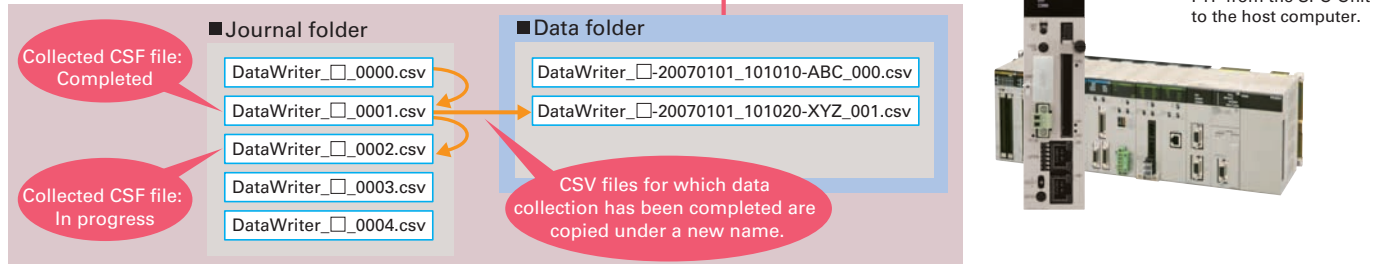 to the host computer.
■Journal folder
■Data folder
Collected CSF file:
Completed
DataWriter_□_0000.csv
DataWriter_□_0001.csv
DataWriter_□_0002.csv
DataWriter_□_0003.csv
DataWriter_□_0004.csv
DataWriter_□-20070101_101010-ABC_000.csv
DataWriter_□-20070101_101020-XYZ_001.csv
Collected CSF file:
In progress
CSV files for which data
collection has been completed are
copied under a new name.